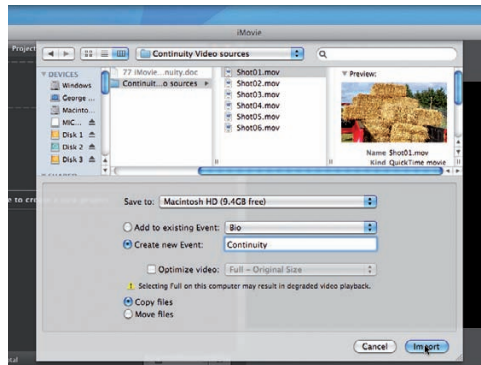 iMovie
Project
Continuity Video sources
DEVICES
Windows
George ...
Macinto...
MIC...
Disk 1
Disk 2
Disk 3
77 iMovie...nuity.doc
Continuit...o sources
Shot01.mov
Shot02.mov
Shot03.mov
Shot04.mov
Shot05.mov
Shot06.mov
Preview:
Name Shot01.mov
Kind QuickTime movie
Save to: Macintosh HD (9.4GB free)
Add to existing Event: Bio
Create new Event: Continuity
Optimize video: Full – Original Size
Selecting Full on this computer may result in degraded video playback.
Copy files
Move files
Cancel Import